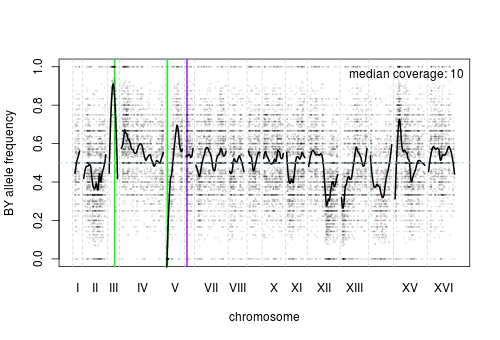 median coverage: 10
BY allele frequency
1.0
0.8
0.6
0.4
0.2
0.0
I II III IV V VII VIII X XI XII XIII XV XVI
chromosome